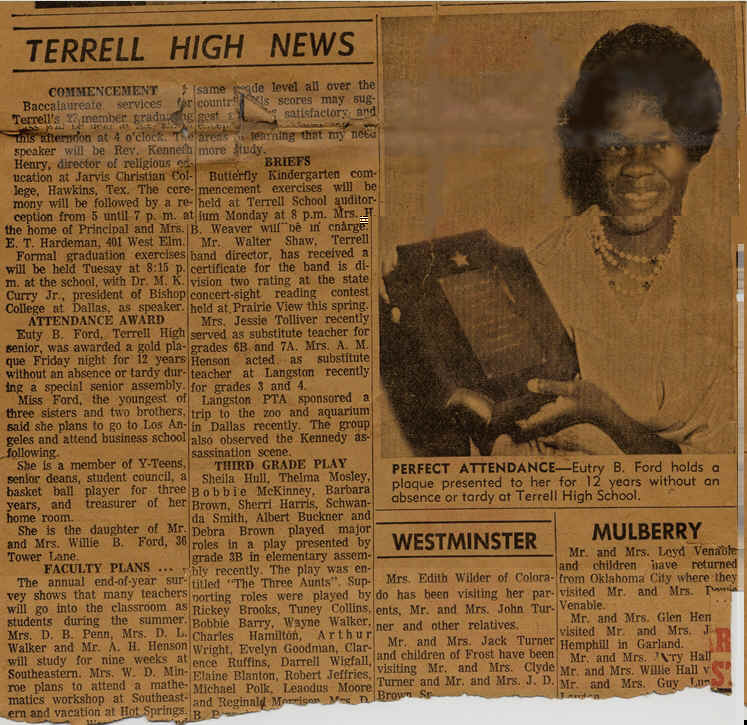 TERRELL HIGH NEWS
COMMENCEMENT
Baccalaureate services for
Terrell's 27 member graduating
this afternoon at 4 o'clock. The
speaker will be Rev. Kenneth
Henry, director of religious ed-
ucation at Jarvis Christian Col-
lege, Hawkins, Tex. The cere-
mony will be followed by a re-
ception from 5 until 7 p. m. at
the home of Principal and Mrs.
E. T. Hardeman, 401 West Elm.
Formal graduation exercises
will be held Tuesay at 8:15 p.
m. at the school, with Dr. M. K.
Curry Jr., president of Bishop
College at Dallas, as speaker.
ATTENDANCE AWARD
Euty B. Ford, Terrell High
senior, was awarded a gold pla-
que Friday night for 12 years
without an absence or tardy dur-
ing a special senior assembly.
Miss Ford, the youngest of
three sisters and two brothers,
said she plans to go to Los An-
geles and attend business school
following.
She is a member of Y-Teens,
senior deans, student council, a
basket ball player for three
years, and treasurer of her
home room.
She is the daughter of Mr.
and Mrs. Willie B. Ford, 36
Tower Lane.
FACULTY PLANS ...
The annual end-of-year sur-
vey shows that many teachers
will go into the classroom as
students during the summer.
Mrs. D. B. Penn, Mrs. D. L.
Walker and Mr. A. H. Henson
will study for nine weeks at
Southeastern. Mrs. W. D. Min-
roe plans to attend a mathe-
matics workshop at Southeast-
ern and vacation at Hot Springs.
same grade level all over the
scores may sug-
gest satisfactory and
areas learning that my need
more study.
BRIEFS
Butterfly Kindergarten com-
mencement exercises will be
held at Terrell School auditor-
ium Monday at 8 p.m. Mrs. H
B. Weaver will be in charge.
Mr. Walter Shaw, Terrell
band director, has received a
certificate for the band is di-
vision two rating at the state
concert-sight reading contest
held at Prairie View this spring.
Mrs. Jessie Tolliver recently
served as substitute teacher for
grades 6B and 7A. Mrs. A. M.
Henson acted as substitute
teacher at Langston recently
for grades 3 and 4.
Langston PTA sponsored a
trip to the zoo and aquarium
in Dallas recently. The group
also observed the Kennedy as-
sassination scene.
THIRD GRADE PLAY
Sheila Hull, Thelma Mosley,
Bobbie McKinney, Barbara
Brown, Sherri Harris, Schwan-
da Smith, Albert Buckner and
Debra Brown played major
roles in a play presented by
grade 3B in elementary assem-
bly recently. The play was en-
titled "The Three Aunts". Sup-
porting roles were played by
Rickey Brooks, Tuney Collins,
Bobbie Barry, Wayne Walker,
Charles Hamilton, Arthur
Wright, Evelyn Goodman, Clar-
ence Ruffins, Darrell Wigfall,
Elaine Blanton, Robert Jeffries,
Michael Polk, Leaodus Moore
and Reginald Morrison. Mrs. D.
PERFECT ATTENDANCE—Eutry B. Ford holds a
plaque presented to her for 12 years without an
absence or tardy at Terrell High School.
WESTMINSTER
Mrs. Edith Wilder of Colora-
do has been visiting her par-
ents, Mr. and Mrs. John Tur-
ner and other relatives.
Mr. and Mrs. Jack Turner
and children of Frost have been
visiting Mr. and Mrs. Clyde
Turner and Mr. and Mrs. J. D.
Brown Sr.
MULBERRY
Mr. and Mrs. Loyd Venable
and children have returned
from Oklahoma City where they
visited Mr. and Mrs.
Venable.
Mr. and Mrs. Glen Hen
visited Mr. and Mrs. J
Hemphill in Garland.
Mr. and Mrs. Hall
Mr. and Mrs. Willie Hall v
Mr. and Mrs. Guy